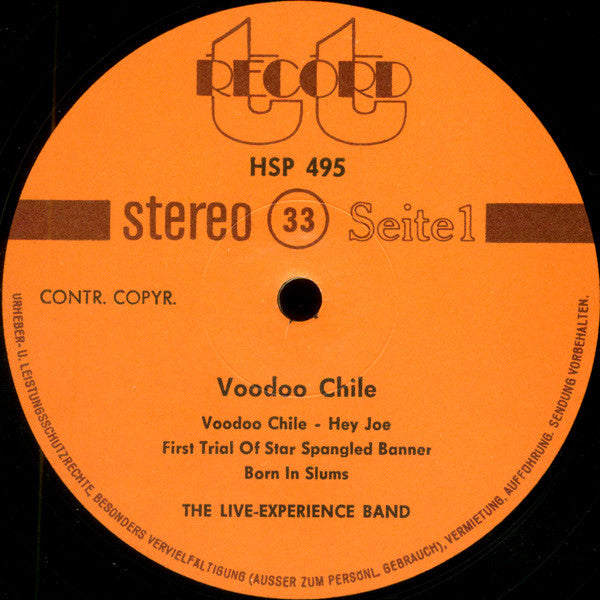 tt RECORD
HSP 495
stereo 33 Seite 1
CONTR. COPYR.
Voodoo Chile
Voodoo Chile - Hey Joe
First Trial Of Star Spangled Banner
Born In Slums
THE LIVE-EXPERIENCE BAND
URHEBER- U. LEISTUNGSSCHUTZRECHTE, BESONDERS VERVIELFÄLTIGUNG (AUSSER ZUM PERSÖNL. GEBRAUCH), VERMIETUNG, AUFFÜHRUNG. SENDUNG VORBEHALTEN.